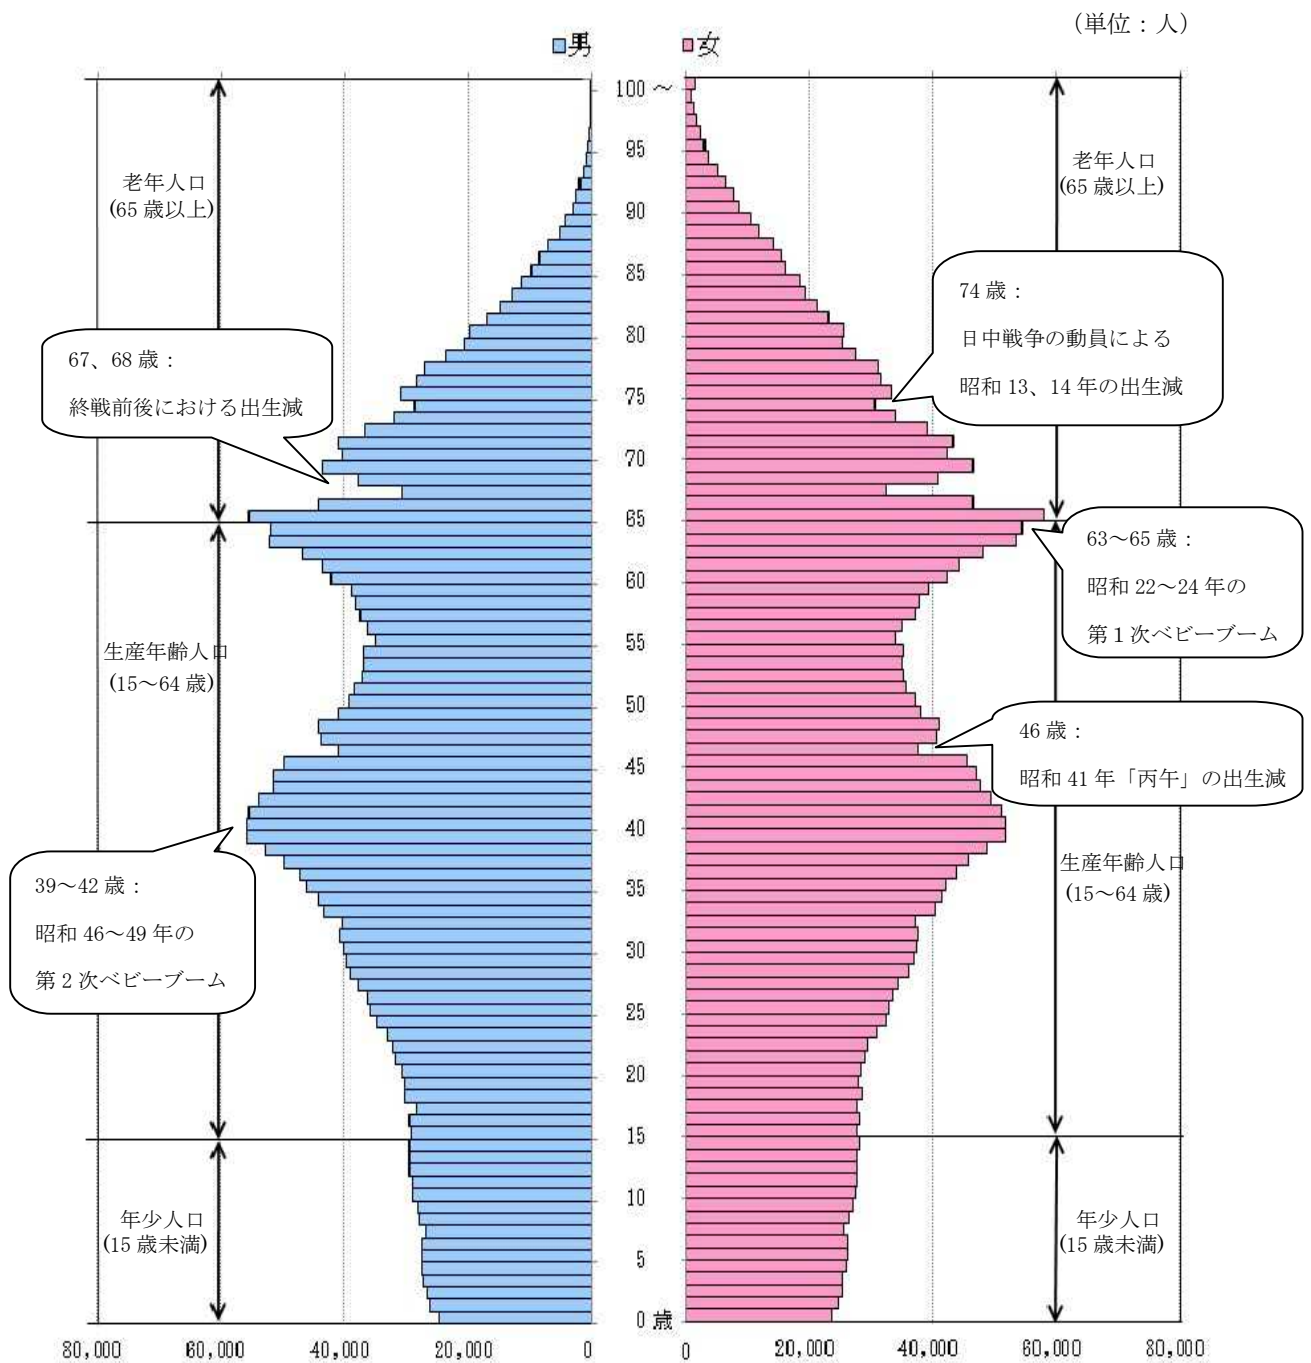 （単位：人）
男
女
100 ～
95
90
85
80
75
70
65
60
55
50
45
40
35
30
25
20
15
10
5
0 歳
老年人口
(65 歳以上)
67、68 歳：
終戦前後における出生減
生産年齢人口
(15～64 歳)
39～42 歳：
昭和 46～49 年の
第 2 次ベビーブーム
年少人口
(15 歳未満)
老年人口
(65 歳以上)
74 歳：
日中戦争の動員による
昭和 13、14 年の出生減
63～65 歳：
昭和 22～24 年の
第 1 次ベビーブーム
46 歳：
昭和 41 年「丙午」の出生減
生産年齢人口
(15～64 歳)
年少人口
(15 歳未満)
80,000 60,000 40,000 20,000 0
0 20,000 40,000 60,000 80,000